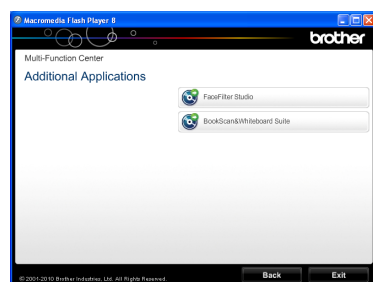 Macromedia Flash Player 8
brother
Multi-Function Center
Additional Applications
FaceFilter Studio
BookScan&Whiteboard Suite
© 2001-2010 Brother Industries, Ltd. All Rights Reserved.
Back
Exit